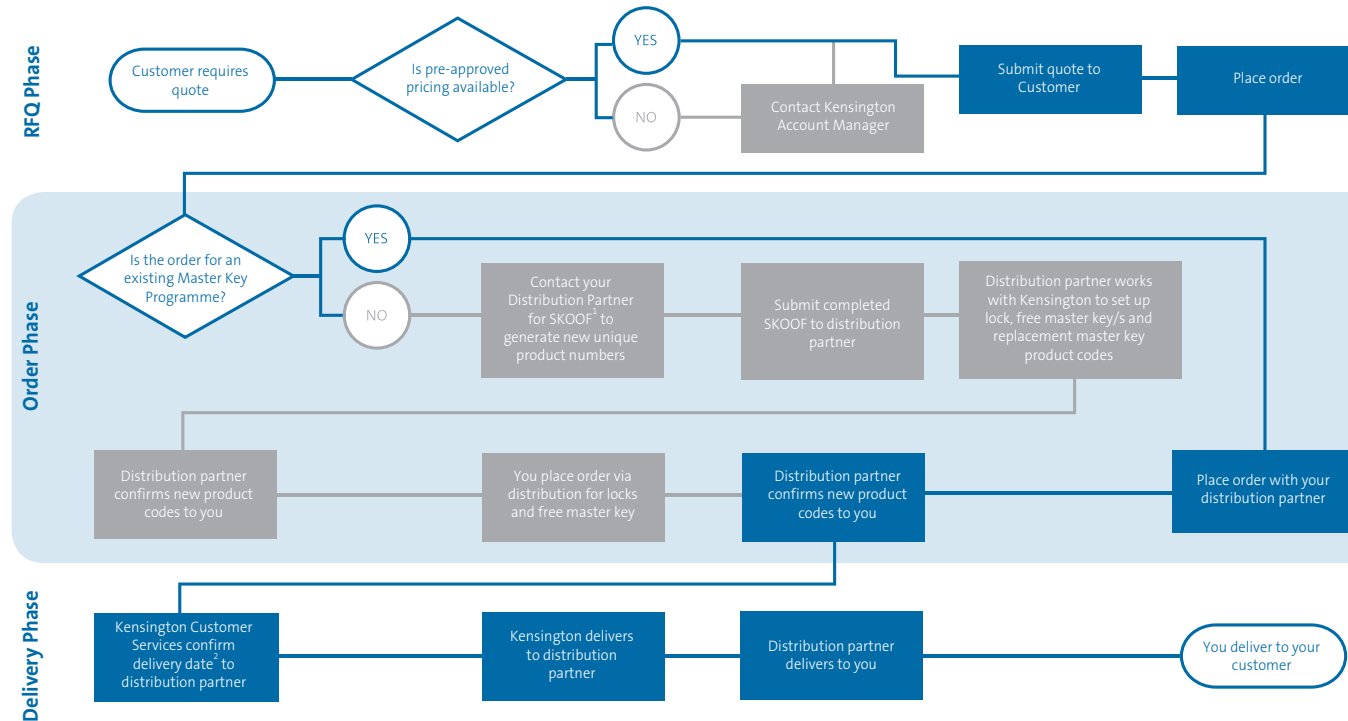 RFQ Phase
Customer requires
quote
Is pre-approved
pricing available?
YES
NO
Contact Kensington
Account Manager
Submit quote to
Customer
Place order
Order Phase
Is the order for an
existing Master Key
Programme?
YES
NO
Contact your
Distribution Partner
for SKOOF1 to
generate new unique
product numbers
Submit completed
SKOOF to distribution
partner
Distribution partner works
with Kensington to set up
lock, free master key/s and
replacement master key
product codes
Distribution partner
confirms new product
codes to you
You place order via
distribution for locks
and free master key
Distribution partner
confirms new product
codes to you
Place order with your
distribution partner
Delivery Phase
Kensington Customer
Services confirm
delivery date2 to
distribution partner
Kensington delivers
to distribution
partner
Distribution partner
delivers to you
You deliver to your
customer